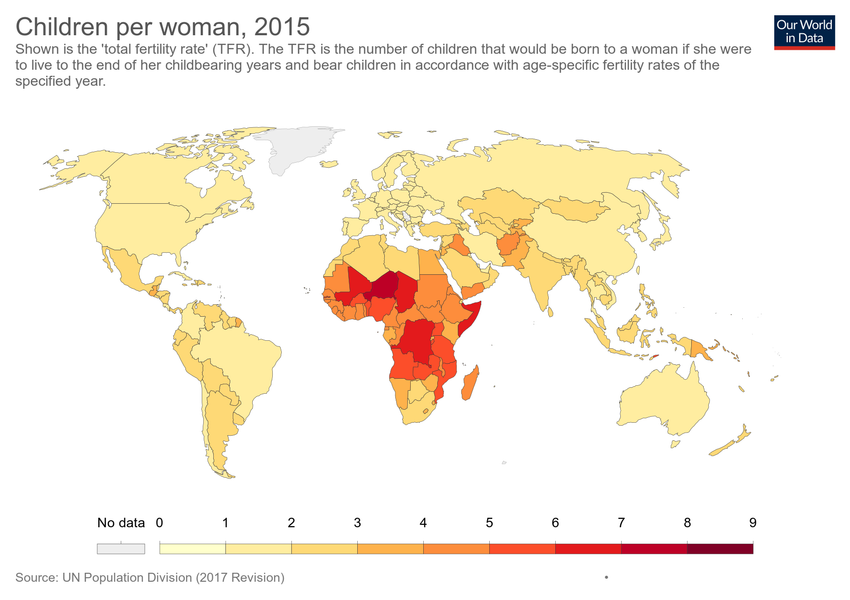 Children per woman, 2015
Our World
in Data
Shown is the 'total fertility rate' (TFR). The TFR is the number of children that would be born to a woman if she were
to live to the end of her childbearing years and bear children in accordance with age-specific fertility rates of the
specified year.
No data 0 1 2 3 4 5 6 7 8 9
Source: UN Population Division (2017 Revision)